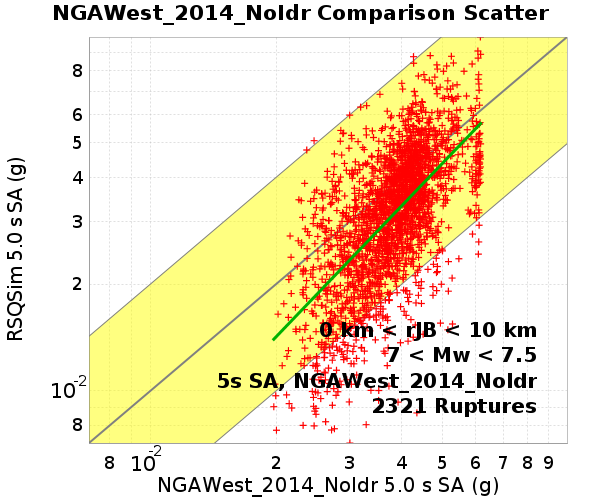 NGAWest_2014_NoIdr Comparison Scatter
RSQSim 5.0 s SA (g)
8
6
5
4
3
2
10-2
8
0 km < rJB < 10 km
7 < Mw < 7.5
5s SA, NGAWest_2014_NoIdr
2321 Ruptures
8 10-2 2 3 4 5 6 7 8 9
NGAWest_2014_NoIdr 5.0 s SA (g)